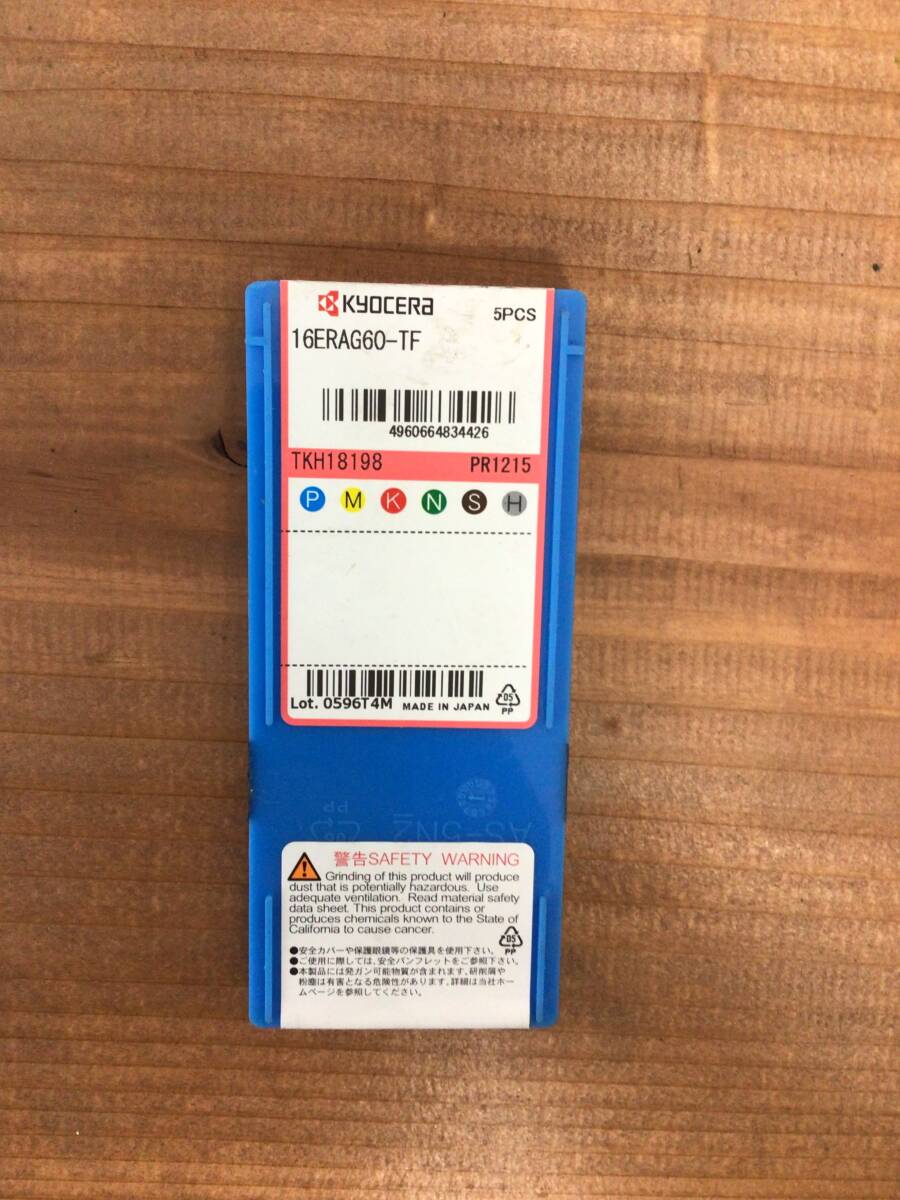 KYOCERA
5PCS
16ERAG60-TF
4960664834426
TKH18198 PR1215
P M K N S H
Lot. 0596T4M MADE IN JAPAN
05
PP
PP
AS-5N2
警告SAFETY WARNING
Grinding of this product will produce
dust that is potentially hazardous. Use
adequate ventilation. Read material safety
data sheet. This product contains or
produces chemicals known to the State of
California to cause cancer.
05
PP
●安全カバーや保護眼鏡等の保護具を使用下さい。
●ご使用に際しては、安全パンフレットをご参照下さい。
●本製品には発ガン可能物質が含まれます。研削屑や
粉塵は有害となる危険性があります。詳細は当社ホー
ムページを参照してください。